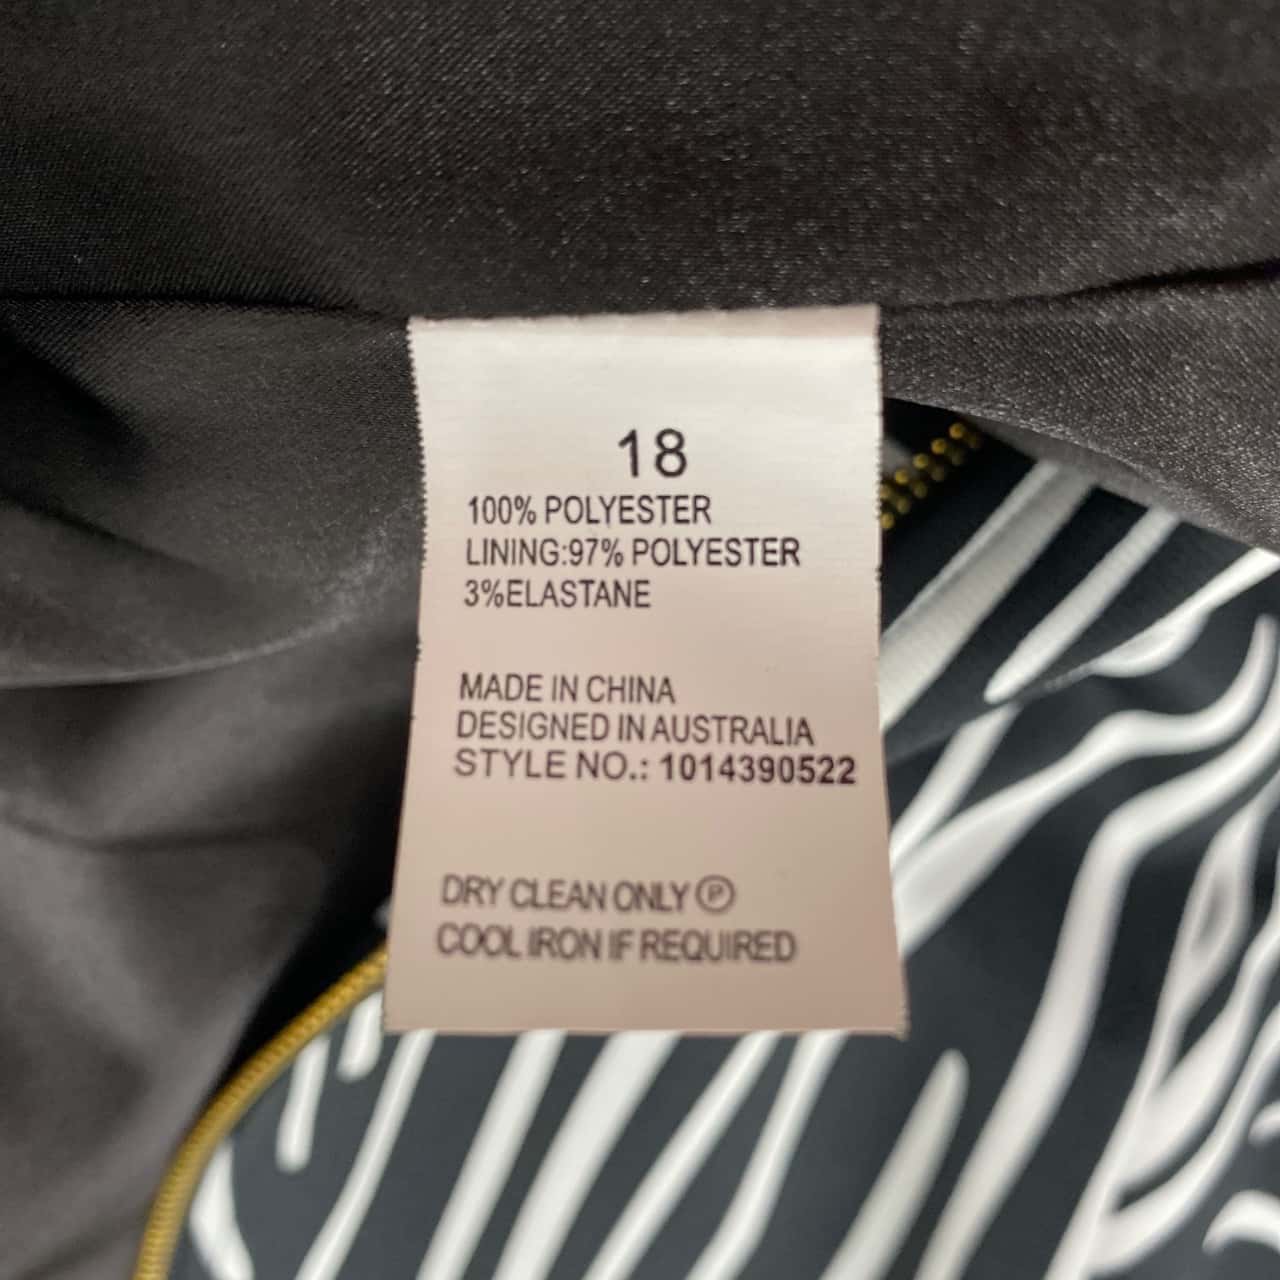 18
100% POLYESTER
LINING:97% POLYESTER
3%ELASTANE
MADE IN CHINA
DESIGNED IN AUSTRALIA
STYLE NO.: 1014390522
DRY CLEAN ONLY Ⓟ
COOL IRON IF REQUIRED